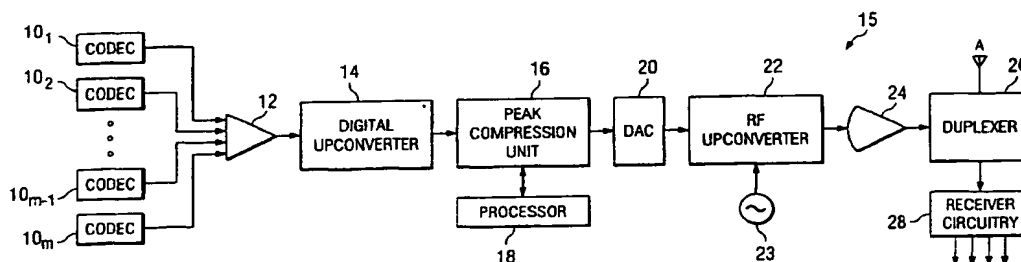 10₁
CODEC
10₂
CODEC
10ₘ₋₁
CODEC
10ₘ
CODEC
12
14
DIGITAL
UPCONVERTER
16
PEAK
COMPRESSION
UNIT
PROCESSOR
18
20
DAC
22
RF
UPCONVERTER
23
15
24
A
26
DUPLEXER
28
RECEIVER
CIRCUITRY